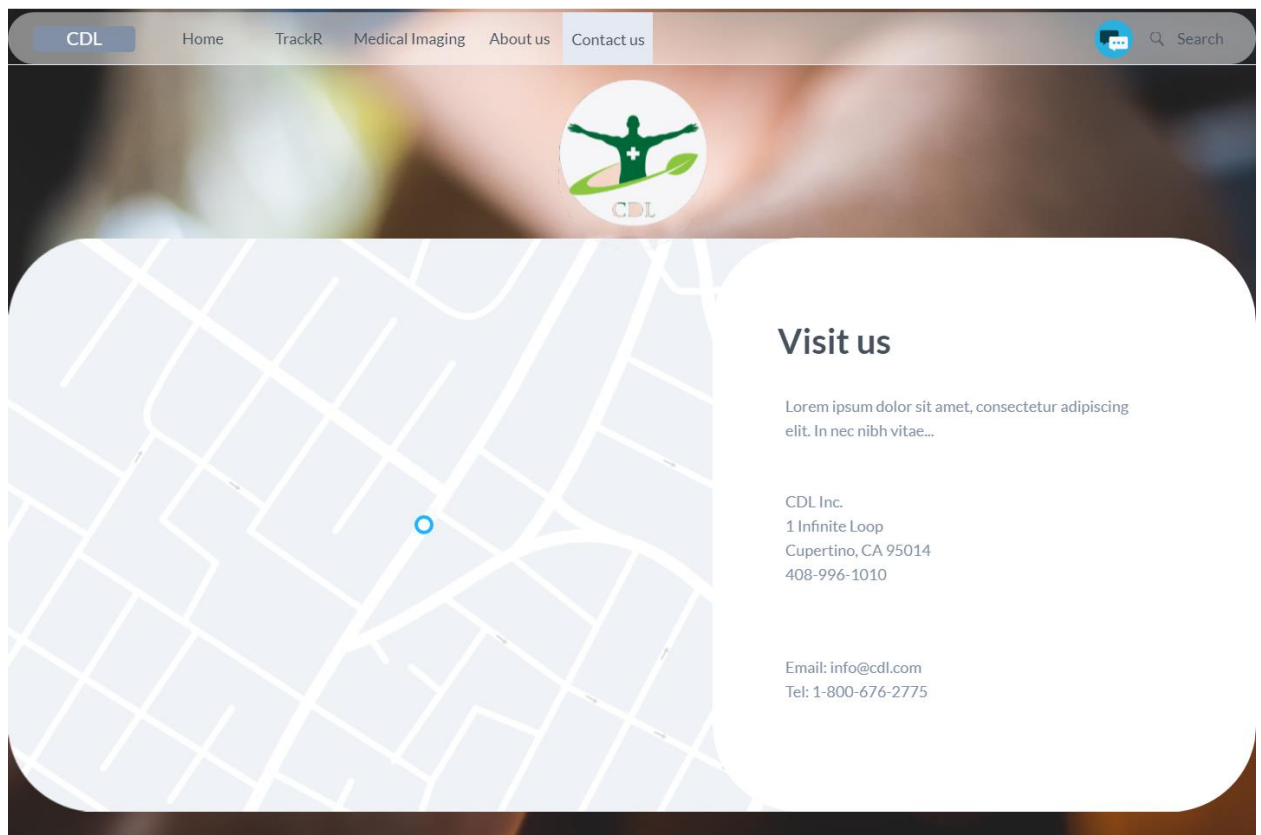 CDL
Home
TrackR
Medical Imaging
About us
Contact us
Search
CDL
Visit us
Lorem ipsum dolor sit amet, consectetur adipiscing
elit. In nec nibh vitae...
CDL Inc.
1 Infinite Loop
Cupertino, CA 95014
408-996-1010
Email: info@cdl.com
Tel: 1-800-676-2775